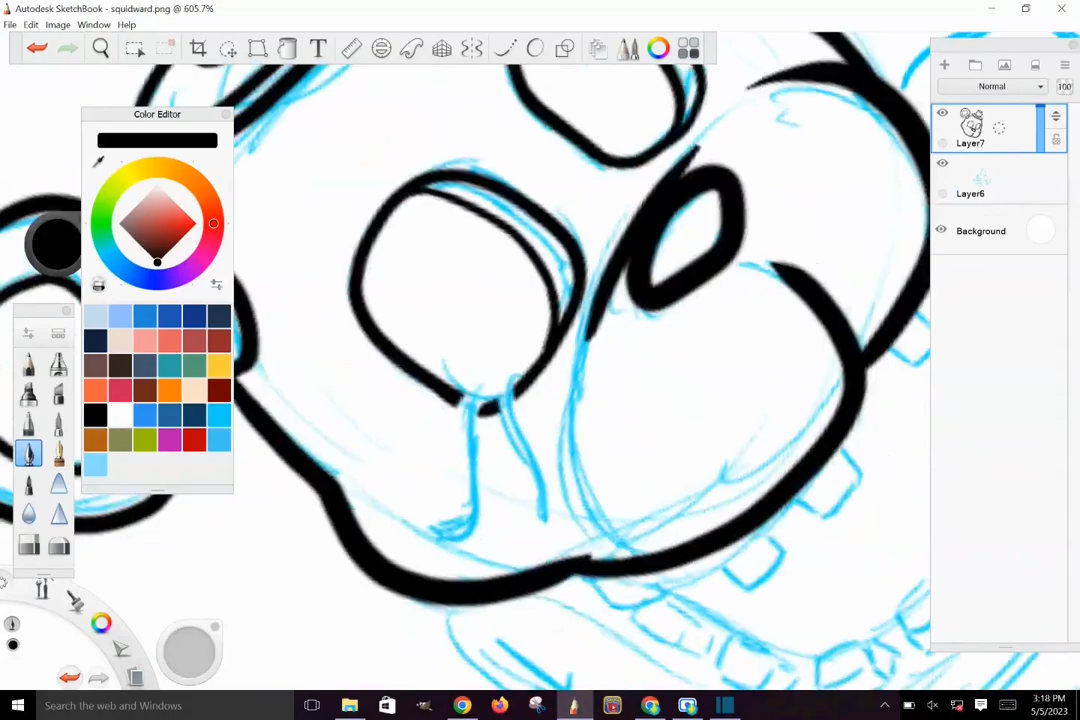 Autodesk SketchBook - squidward.png @ 605.7%
File Edit Image Window Help
T
Color Editor
Normal
100
Layer7
Layer6
Background
Search the web and Windows
3:18 PM
5/5/2023